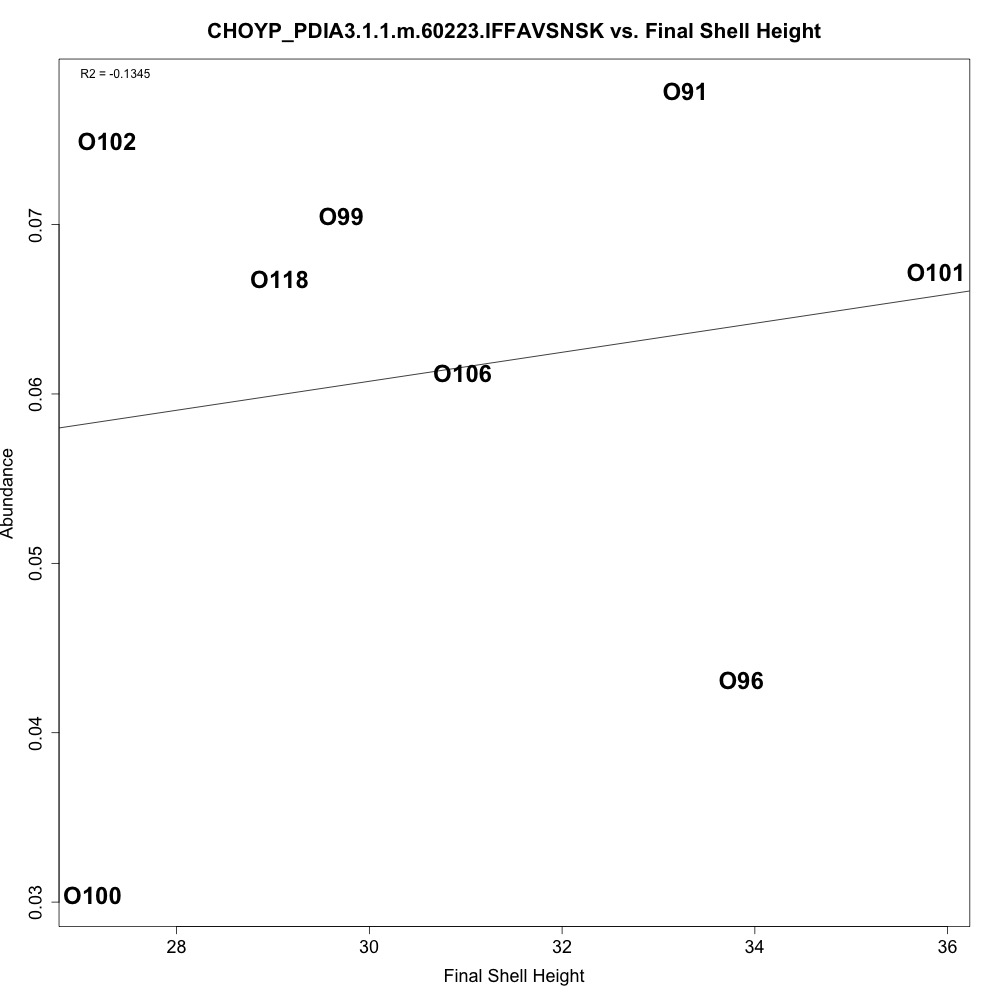 CHOYP_PDIA3.1.1.m.60223.IFFAVSNSK vs. Final Shell Height
R2 = -0.1345
O91
O102
O99
O118
O101
O106
O96
O100
0.07
0.06
0.05
0.04
0.03
Abundance
28
30
32
34
36
Final Shell Height